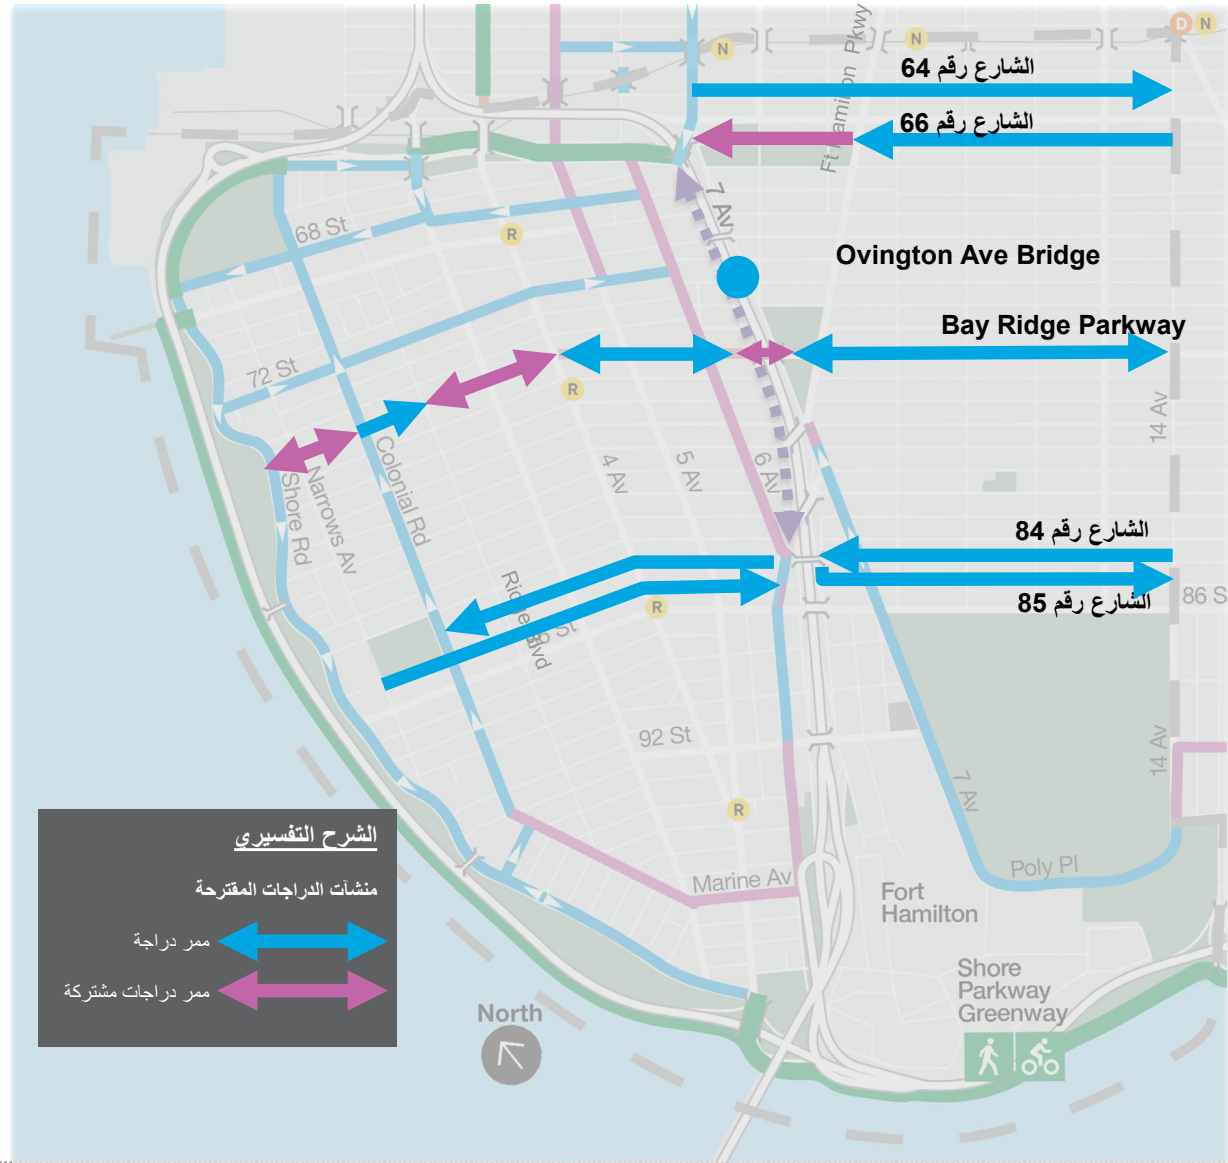 D
N
N
N
الشارع رقم 64
الشارع رقم 66
Ft Hamilton Pkwy
7 Av
68 St
R
Ovington Ave Bridge
Bay Ridge Parkway
72 St
R
14 Av
Shore Rd
Narrows Av
Colonial Rd
4 Av
5 Av
6 Av
الشارع رقم 84
الشارع رقم 85
86 S
Ridge Blvd
St
R
92 St
14 Av
7 Av
R
Marine Av
Poly Pl
Fort
Hamilton
Shore
Parkway
Greenway
North
الشرح التفسيري
منشآت الدراجات المقترحة
ممر دراجة
ممر دراجات مشتركة